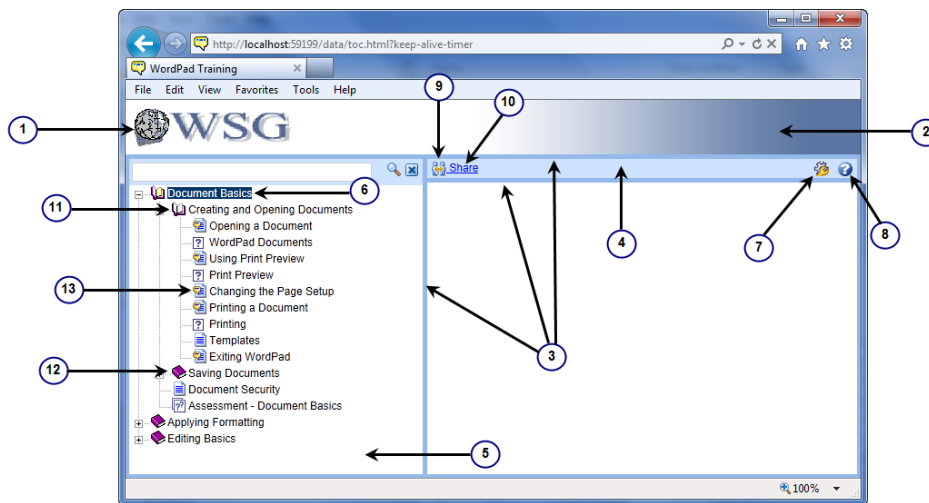 http://localhost:59199/data/toc.html?keep-alive-timer
WordPad Training
File Edit View Favorites Tools Help
9
10
1
WSG
2
Share
Document Basics
6
11
Creating and Opening Documents
Opening a Document
4
7
8
WordPad Documents
Using Print Preview
Print Preview
13
Changing the Page Setup
Printing a Document
Printing
3
Templates
Exiting WordPad
12
Saving Documents
Document Security
Assessment - Document Basics
Applying Formatting
Editing Basics
5
100%